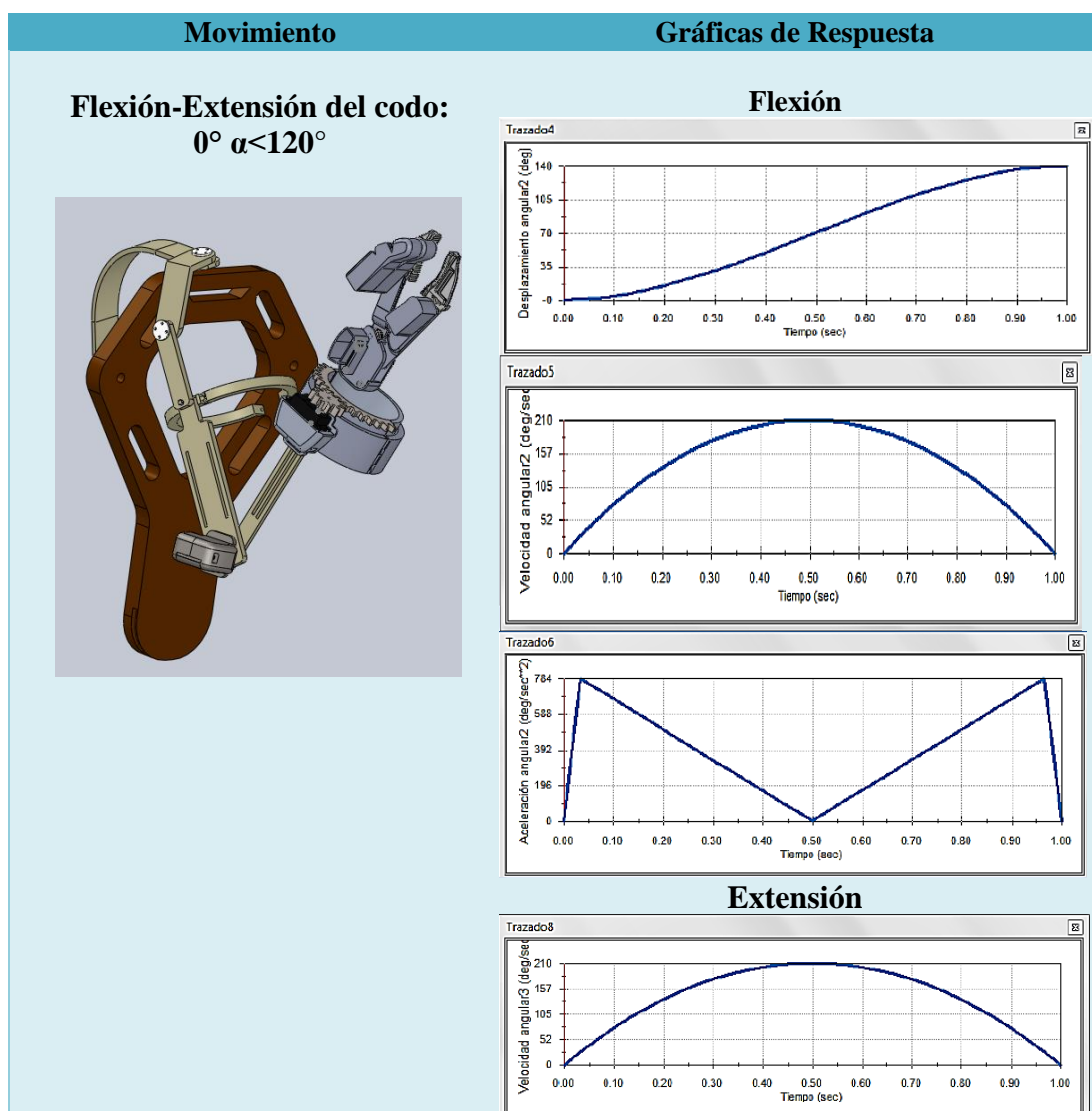 Movimiento
Gráficas de Respuesta
Flexión-Extensión del codo:
0° α<120°
Flexión
Trazado4
Desplazamiento angular2 (deg)
140
105
70
35
-0
0.00 0.10 0.20 0.30 0.40 0.50 0.60 0.70 0.80 0.90 1.00
Tiempo (sec)
Trazado5
Velocidad angular2 (deg/sec
210
157
105
52
0
0.00 0.10 0.20 0.30 0.40 0.50 0.60 0.70 0.80 0.90 1.00
Tiempo (sec)
Trazado6
Aceleración angular2 (deg/sec**2)
784
588
392
196
0
0.00 0.10 0.20 0.30 0.40 0.50 0.60 0.70 0.80 0.90 1.00
Tiempo (sec)
Extensión
Trazado8
Velocidad angular3 (deg/sec
210
157
105
52
0
0.00 0.10 0.20 0.30 0.40 0.50 0.60 0.70 0.80 0.90 1.00
Tiempo (sec)